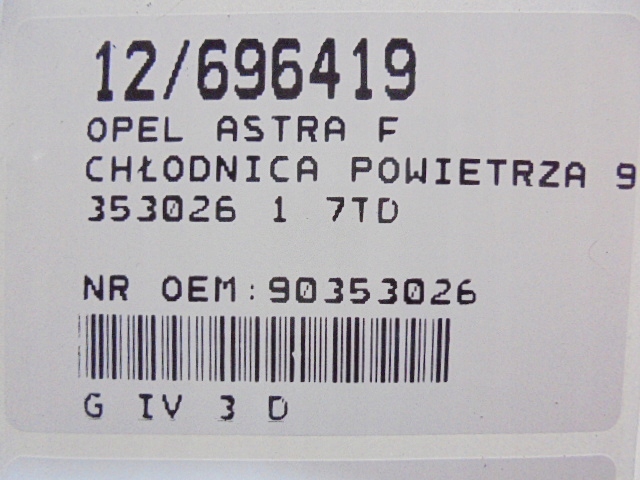 12/696419
OPEL ASTRA F
CHŁODNICA POWIETRZA 9
353026 1 7TD
NR OEM:90353026
G IV 3 D